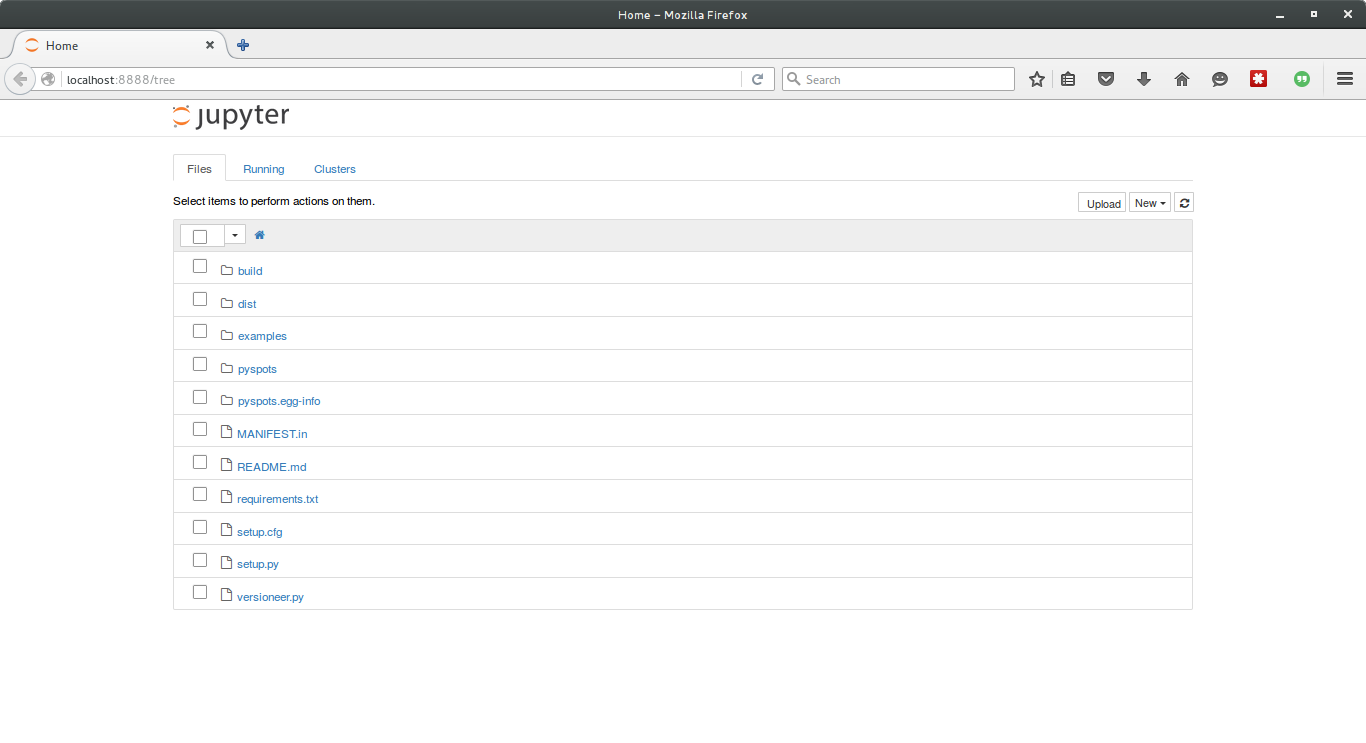 Home – Mozilla Firefox
Home
localhost:8888/tree
Search
jupyter
Files Running Clusters
Select items to perform actions on them.
Upload New
build
dist
examples
pyspots
pyspots.egg-info
MANIFEST.in
README.md
requirements.txt
setup.cfg
setup.py
versioneer.py